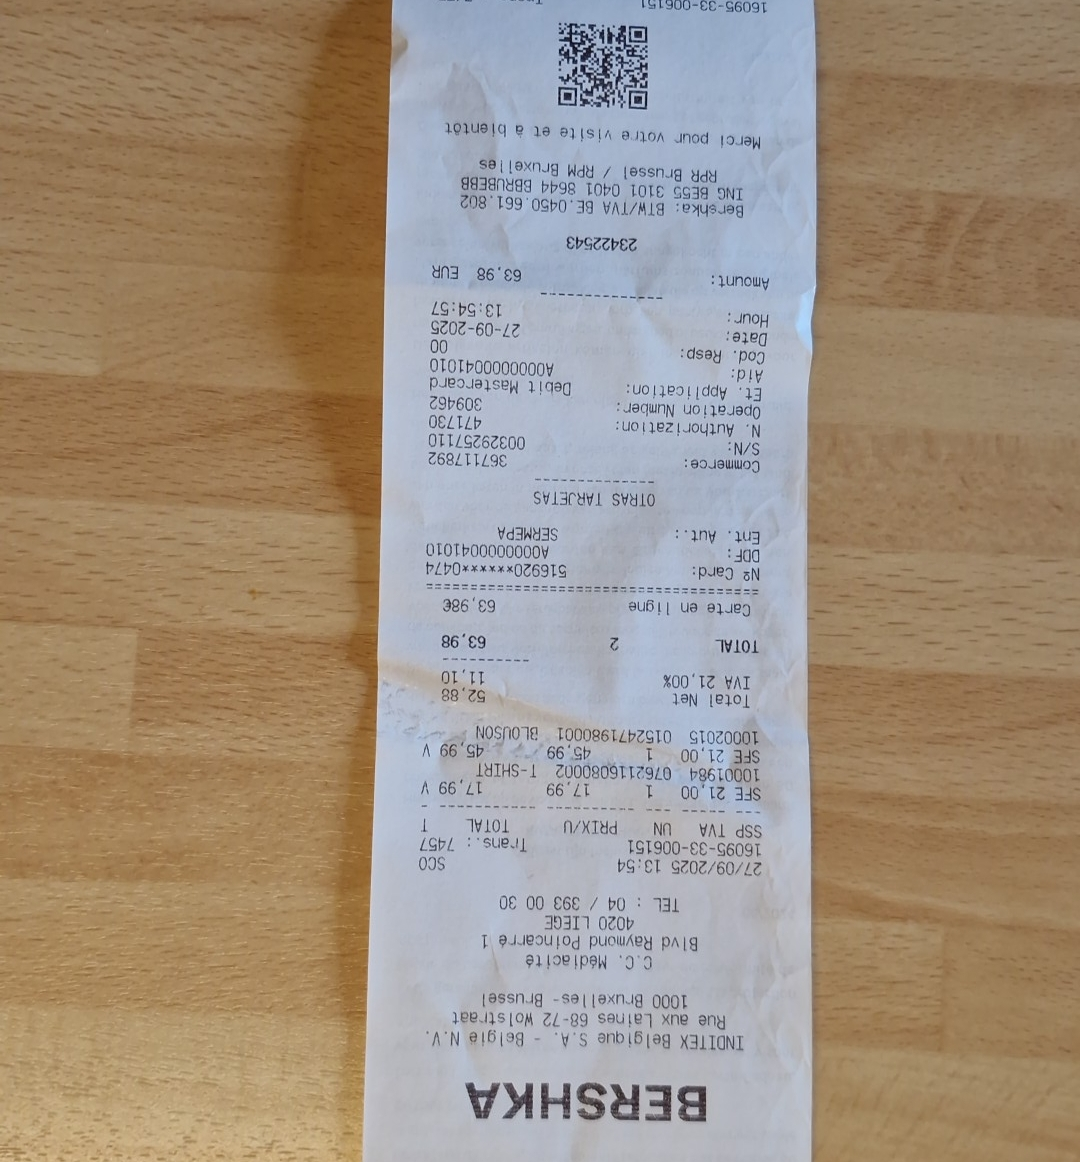 BERSHKA
INDITEX Belgique S.A. - België N.V.
Rue aux Laines 68-72 Wolstraat
1000 Bruxelles- Brussel
C.C. Médiacité
Blvd Raymond Poincarré 1
4020 LIEGE
TEL : 04 / 393 00 30
27/09/2025 13:54 SCO
16095-33-006151 Trans.: 7457
SSP TVA UN PRIX/U TOTAL T
SFE 21,00 1 17,99 17,99 V
10001984 07621160800002 T-SHIRT
SFE 21,00 1 45,99 45,99 V
10002015 01524719800001 BLOUSON
Total Net 52,88
IVA 21,00% 11,10
TOTAL 2 63,98
Carte en ligne 63,98€
Nº Card: 516920*******0474
DDF: A0000000041010
Ent. Aut.: SERMEPA
OTRAS TARJETAS
Commerce: 367117892
S/N: 00329257110
N. Authorization: 471730
Operation Number: 309462
Et. Application: Debit Mastercard
Aid: A0000000041010
Cod. Resp: 00
Date: 27-09-2025
Hour: 13:54:57
Amount: 63,98 EUR
23422543
Bershka: BTW/TVA BE.0450.661.802
ING BE55 3101 0401 8644 BBRUBEBB
RPR Brussel / RPM Bruxelles
Merci pour votre visite et à bientôt
16095-33-006151